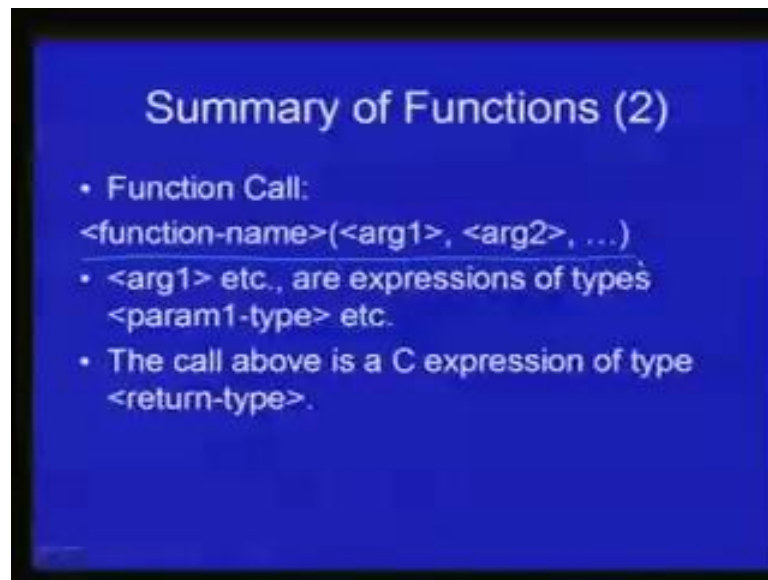 Summary of Functions (2)
• Function Call:
<function-name>(<arg1>, <arg2>, ...)
• <arg1> etc., are expressions of types
<param1-type> etc.
• The call above is a C expression of type
<return-type>.